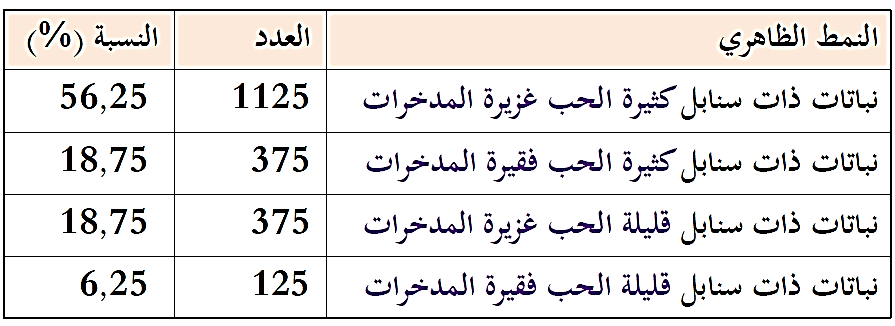 النمط الظاهري العدد النسبة (%)
نباتات ذات سنابل كثيرة الحب غزيرة المدخرات 1125 56,25
نباتات ذات سنابل كثيرة الحب فقيرة المدخرات 375 18,75
نباتات ذات سنابل قليلة الحب غزيرة المدخرات 375 18,75
نباتات ذات سنابل قليلة الحب فقيرة المدخرات 125 6,25